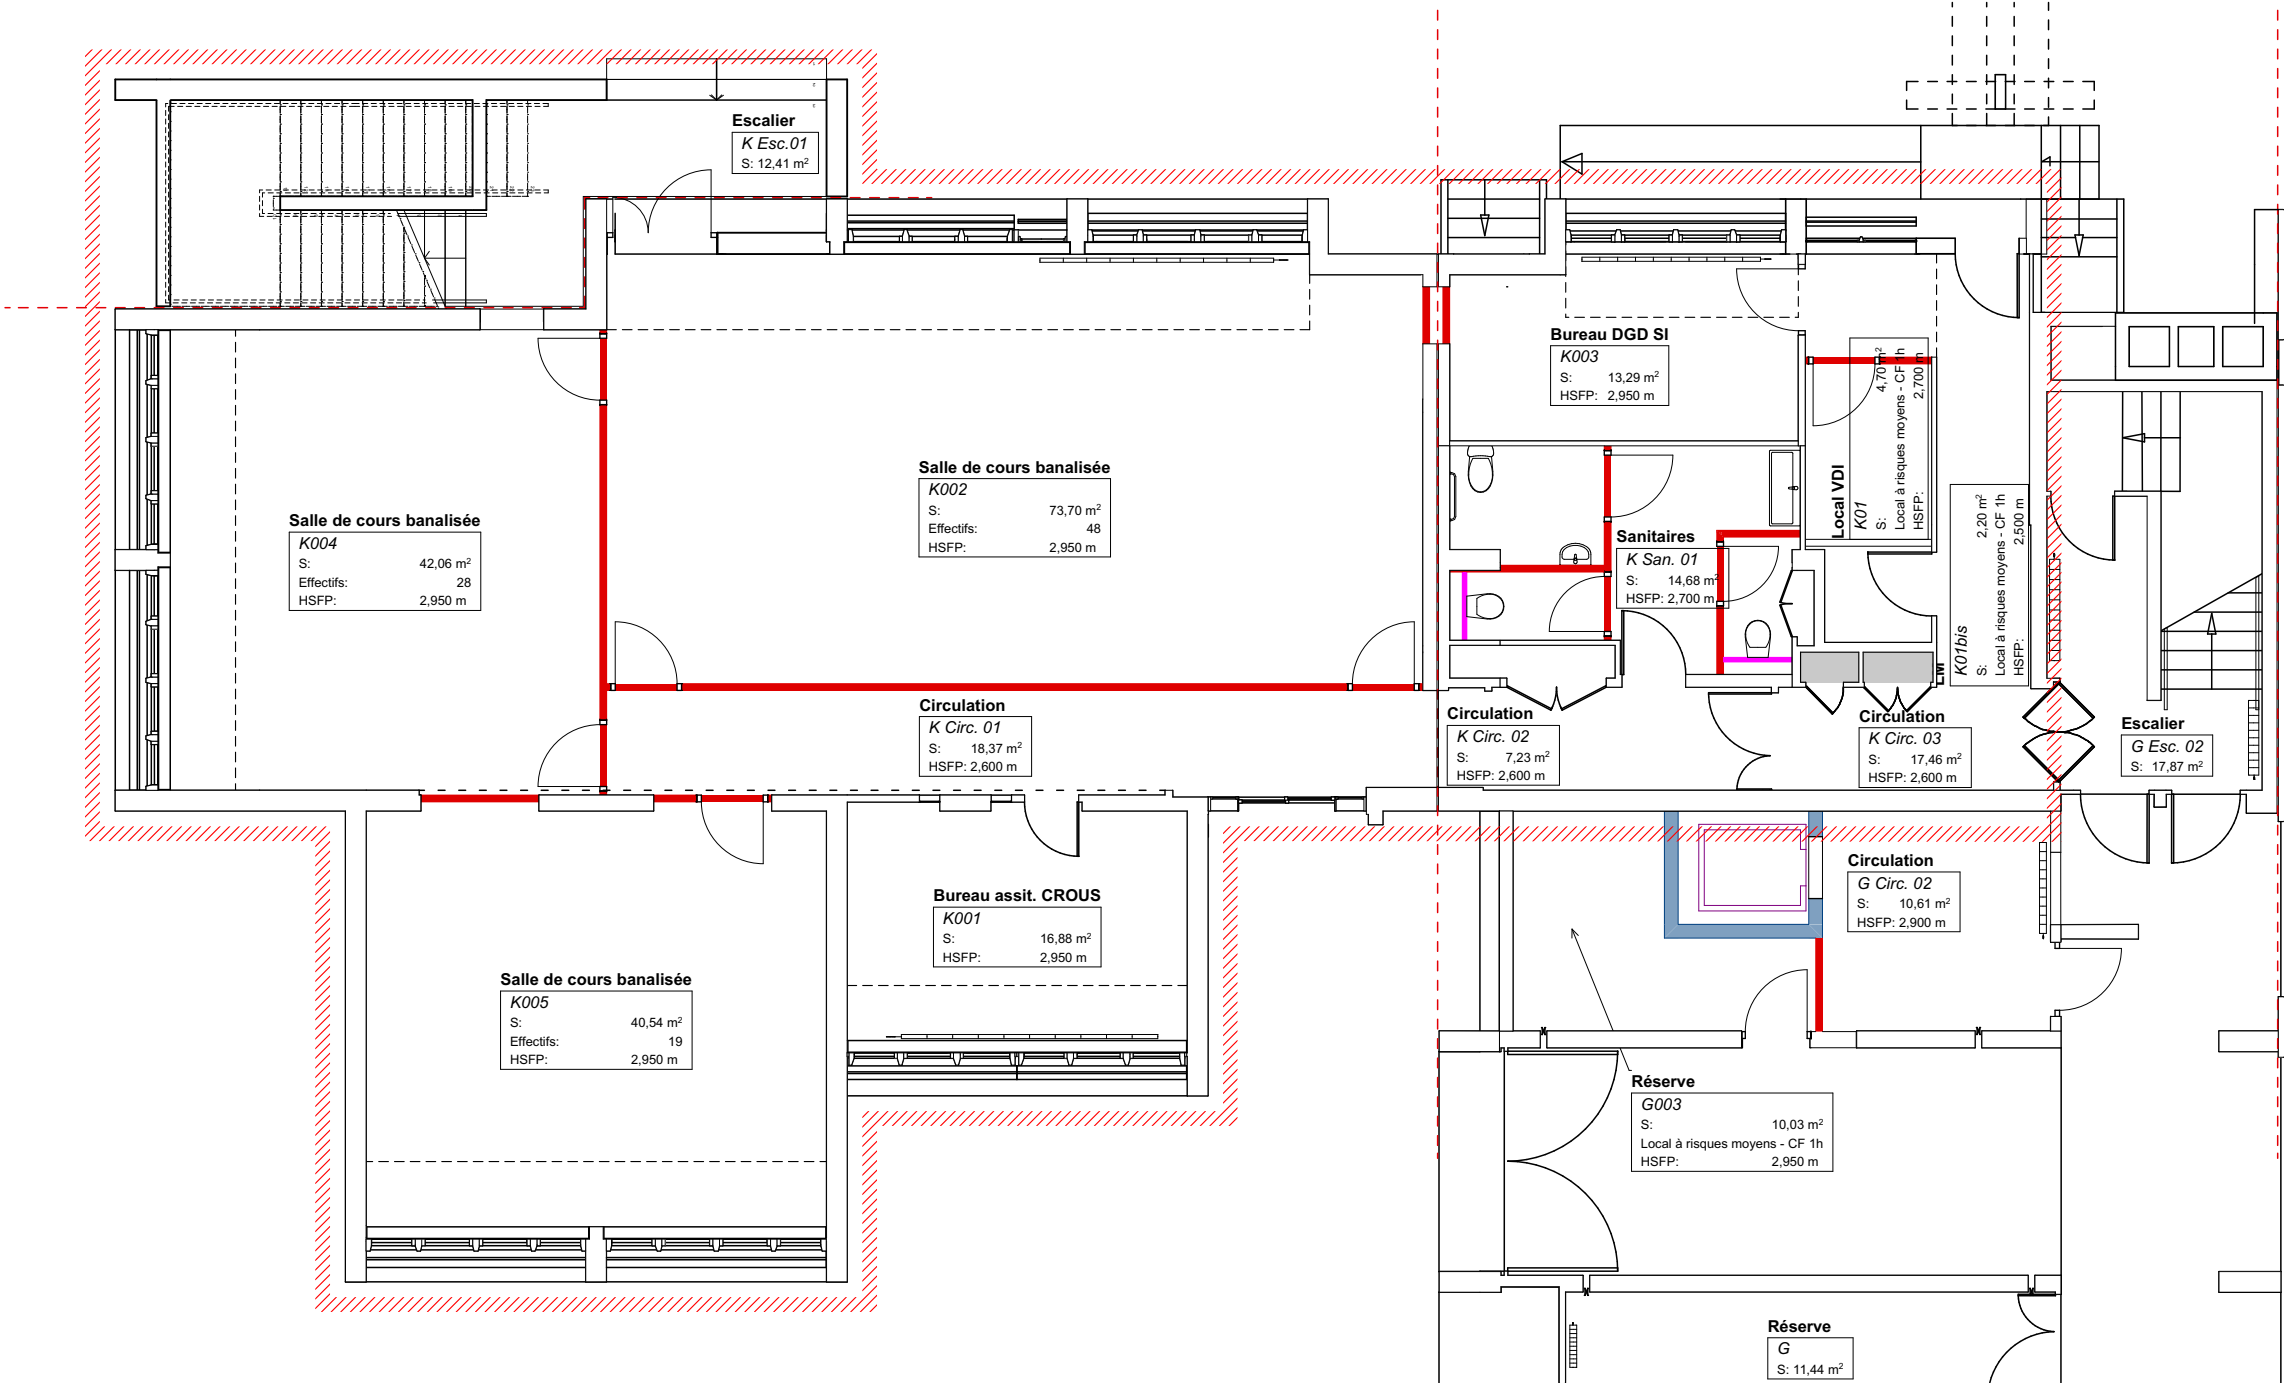 Escalier
K Esc.01
S: 12,41 m²
Bureau DGD SI
K003
S: 13,29 m²
HSFP: 2,950 m
Local VDI
K01
S: 4,70 m²
Local à risques moyens - CF 1h
HSFP: 2,700 m
Salle de cours banalisée
K002
S: 73,70 m²
Effectifs: 48
HSFP: 2,950 m
Salle de cours banalisée
K004
S: 42,06 m²
Effectifs: 28
HSFP: 2,950 m
Sanitaires
K San. 01
S: 14,68 m²
HSFP: 2,700 m
LM
K01bis
S: 2,20 m²
Local à risques moyens - CF 1h
HSFP: 2,500 m
Circulation
K Circ. 01
S: 18,37 m²
HSFP: 2,600 m
Circulation
K Circ. 02
S: 7,23 m²
HSFP: 2,600 m
Circulation
K Circ. 03
S: 17,46 m²
HSFP: 2,600 m
Escalier
G Esc. 02
S: 17,87 m²
Circulation
G Circ. 02
S: 10,61 m²
HSFP: 2,900 m
Bureau assit. CROUS
K001
S: 16,88 m²
HSFP: 2,950 m
Salle de cours banalisée
K005
S: 40,54 m²
Effectifs: 19
HSFP: 2,950 m
Réserve
G003
S: 10,03 m²
Local à risques moyens - CF 1h
HSFP: 2,950 m
Réserve
G
S: 11,44 m²